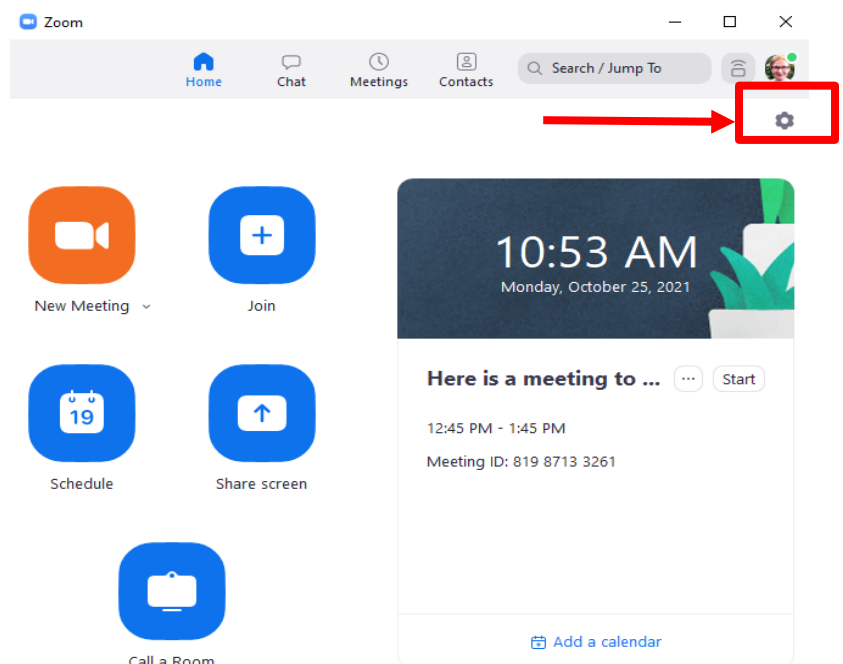 Zoom
Home
Chat
Meetings
Contacts
Search / Jump To
New Meeting
Join
10:53 AM
Monday, October 25, 2021
Here is a meeting to ...
Start
12:45 PM - 1:45 PM
Meeting ID: 819 8713 3261
19
Schedule
Share screen
Call a Room
Add a calendar